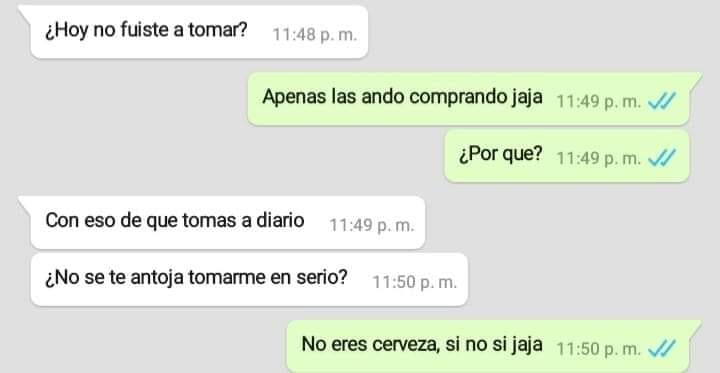 ¿Hoy no fuiste a tomar? 11:48 p. m.
Apenas las ando comprando jaja 11:49 p. m.
¿Por que? 11:49 p. m.
Con eso de que tomas a diario 11:49 p. m.
¿No se te antoja tomarme en serio? 11:50 p. m.
No eres cerveza, si no si jaja 11:50 p. m.